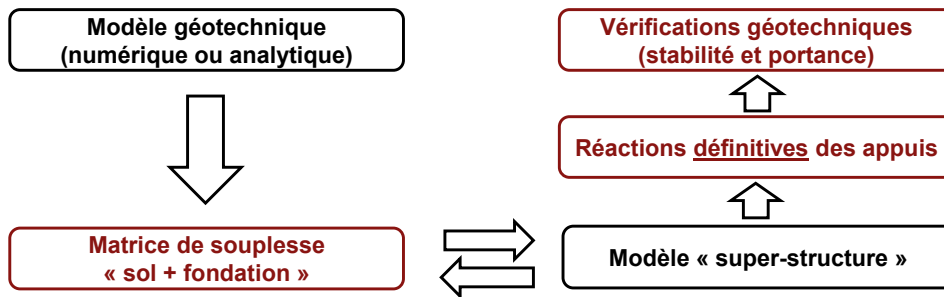 Modèle géotechnique
(numérique ou analytique)
Matrice de souplesse
« sol + fondation »
Vérifications géotechniques
(stabilité et portance)
Réactions définitives des appuis
Modèle « super-structure »